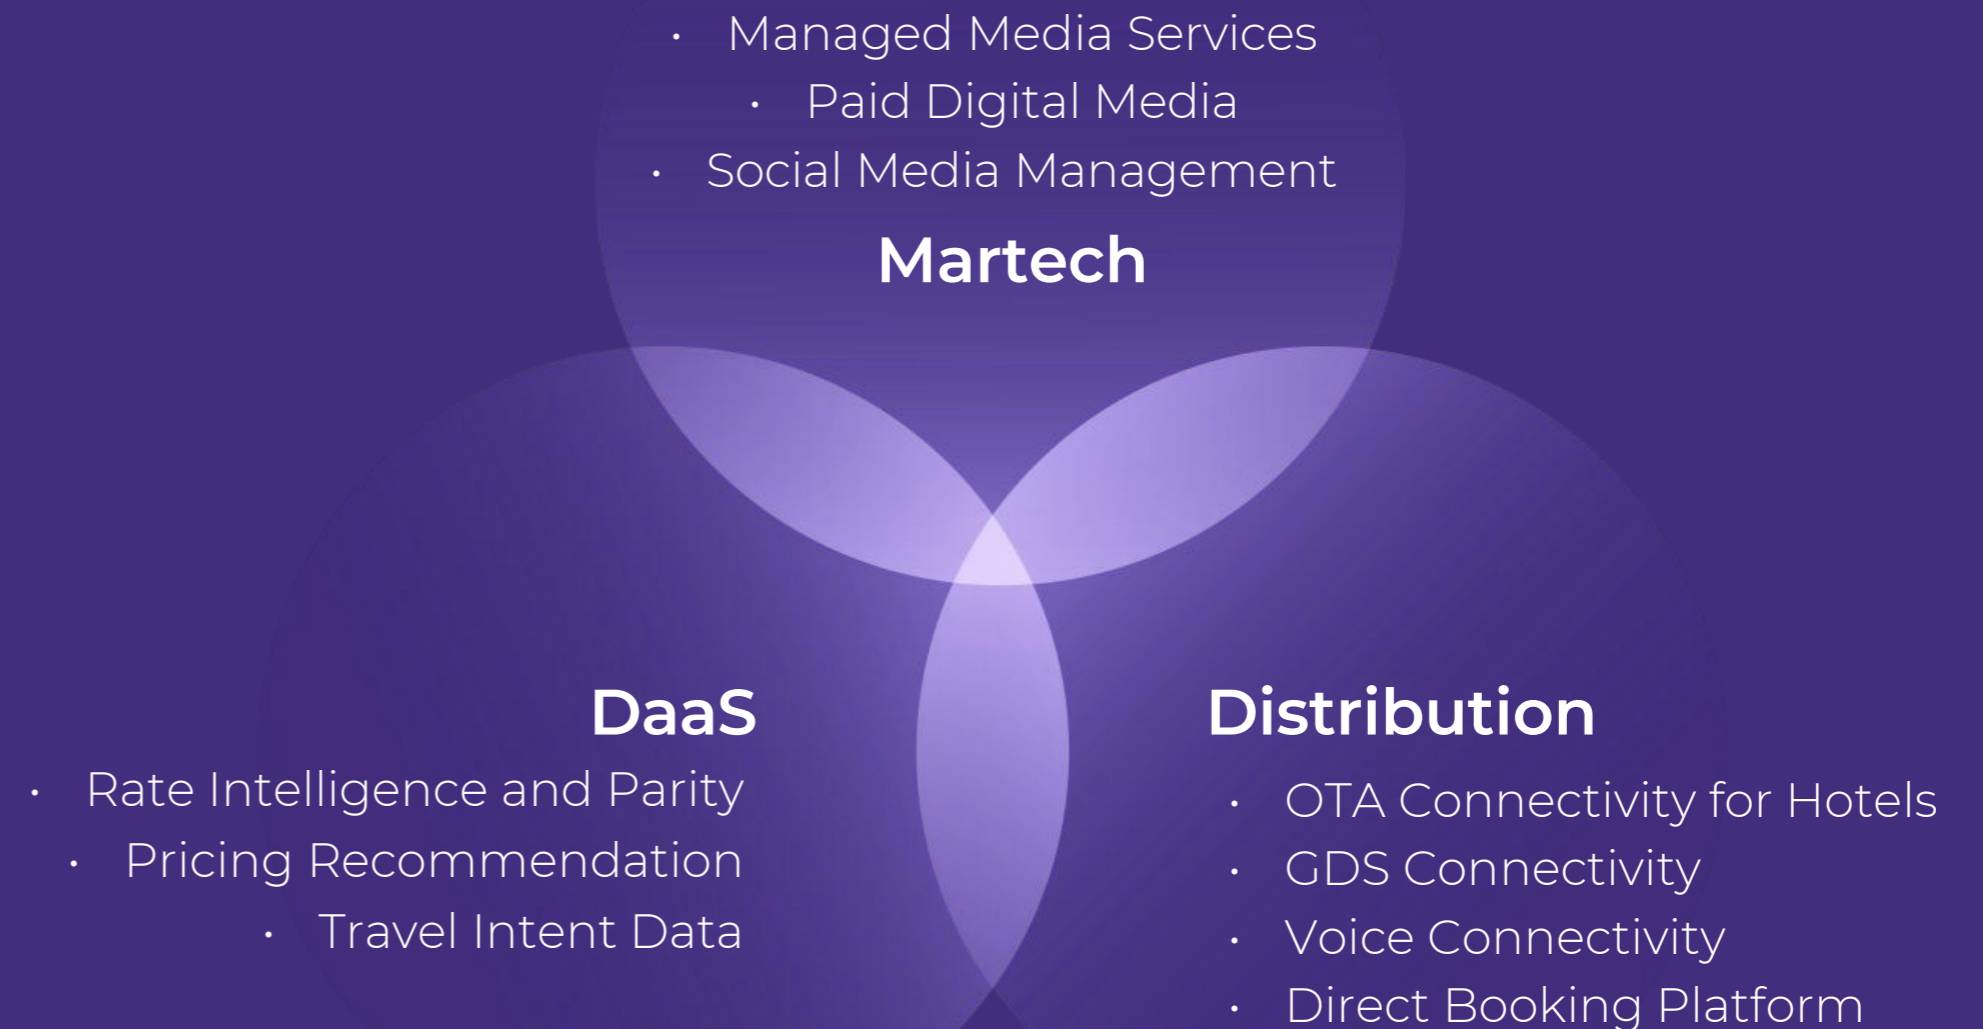 • Managed Media Services
• Paid Digital Media
• Social Media Management
Martech
DaaS
• Rate Intelligence and Parity
• Pricing Recommendation
• Travel Intent Data
Distribution
• OTA Connectivity for Hotels
• GDS Connectivity
• Voice Connectivity
• Direct Booking Platform